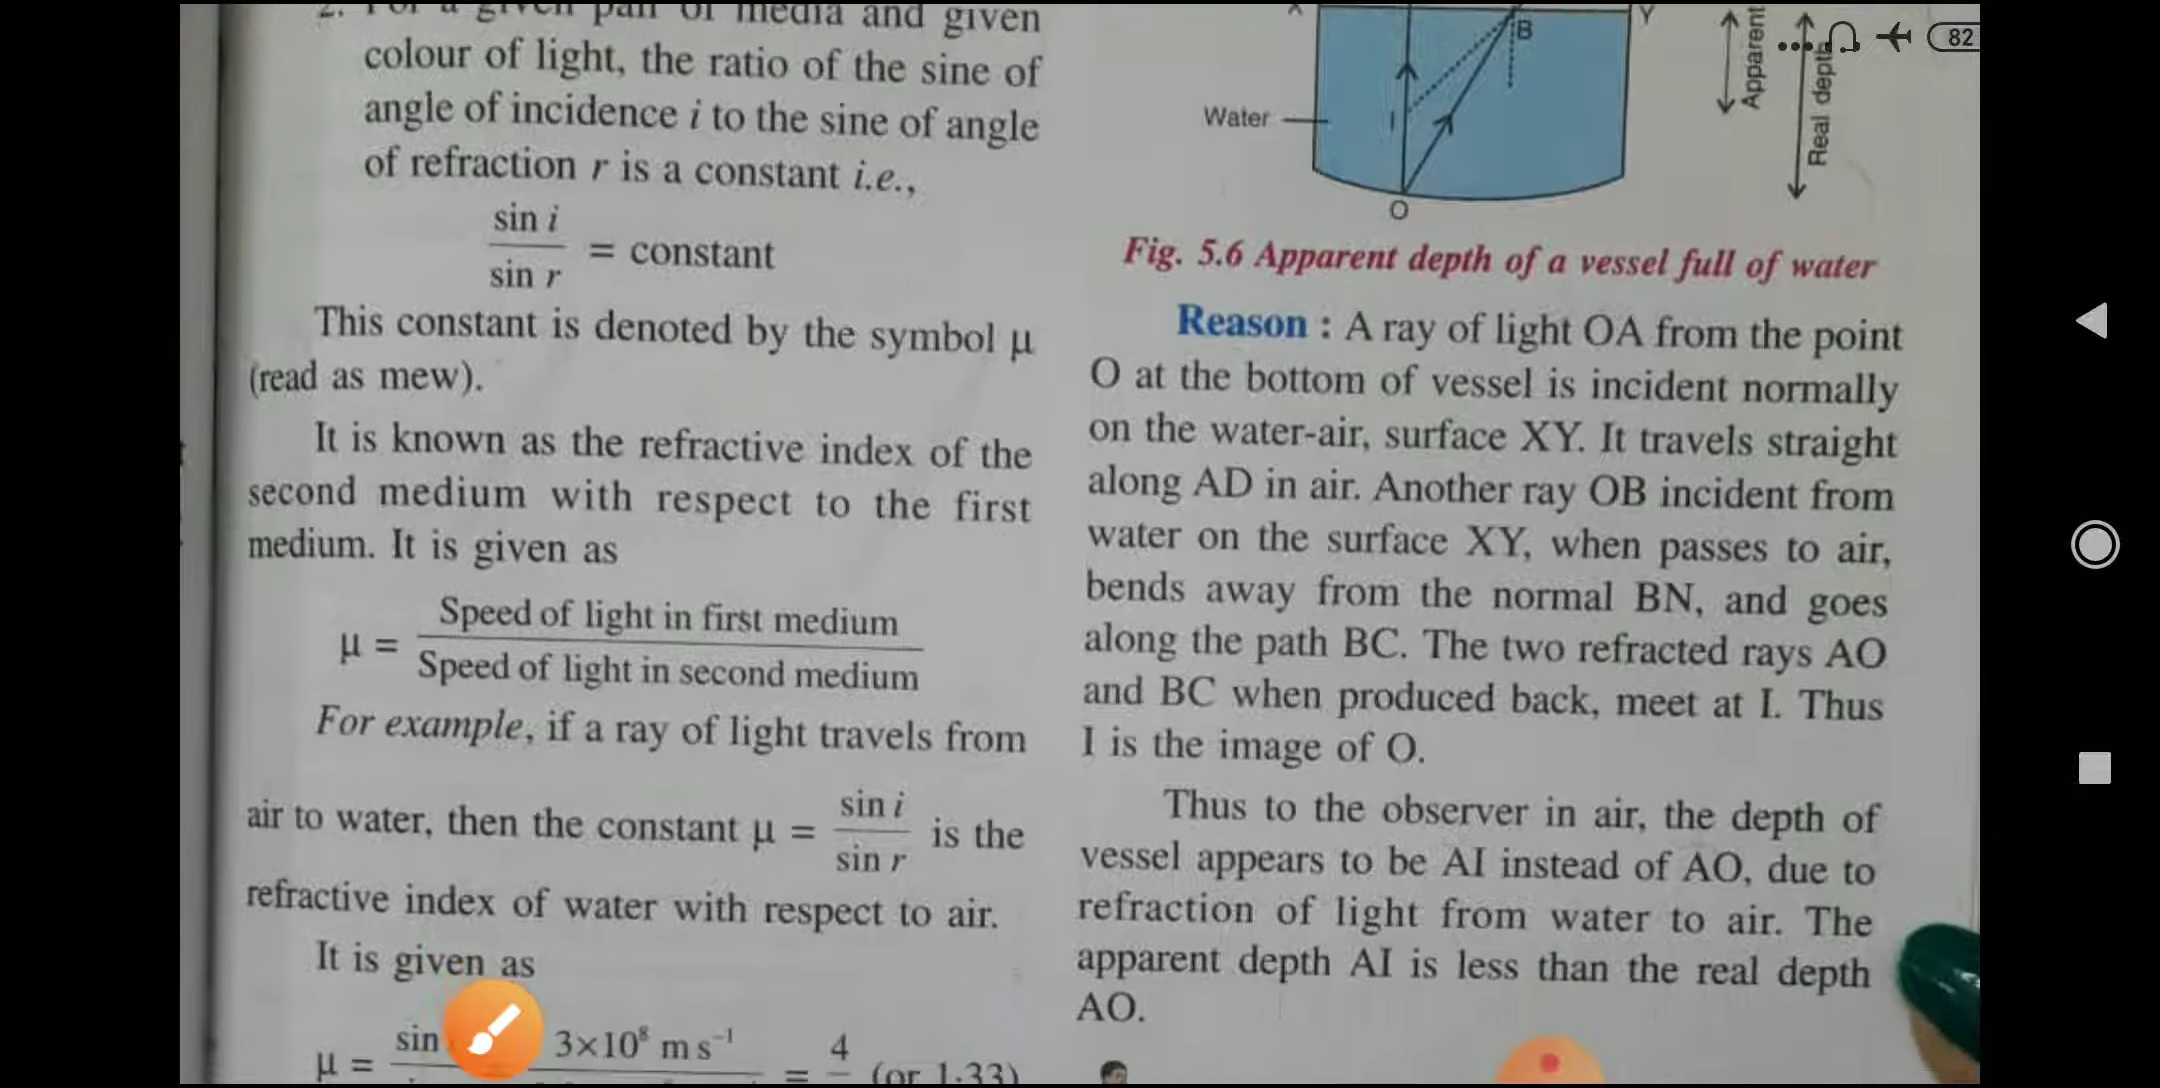 2. For a given pair of media and given
colour of light, the ratio of the sine of
angle of incidence i to the sine of angle
of refraction r is a constant i.e.,
sin i
= constant
sin r
This constant is denoted by the symbol μ
(read as mew).
It is known as the refractive index of the
second medium with respect to the first
medium. It is given as
Speed of light in first medium
μ =
Speed of light in second medium
For example, if a ray of light travels from
sin i
air to water, then the constant μ = is the
sin r
refractive index of water with respect to air.
It is given as
sin 3×10⁸ m s⁻¹ 4
μ = = (or 1.33)
X Y
B
Water
I
O
Apparent
Real depth
82
Fig. 5.6 Apparent depth of a vessel full of water
Reason : A ray of light OA from the point
O at the bottom of vessel is incident normally
on the water-air, surface XY. It travels straight
along AD in air. Another ray OB incident from
water on the surface XY, when passes to air,
bends away from the normal BN, and goes
along the path BC. The two refracted rays AO
and BC when produced back, meet at I. Thus
I is the image of O.
Thus to the observer in air, the depth of
vessel appears to be AI instead of AO, due to
refraction of light from water to air. The
apparent depth AI is less than the real depth
AO.